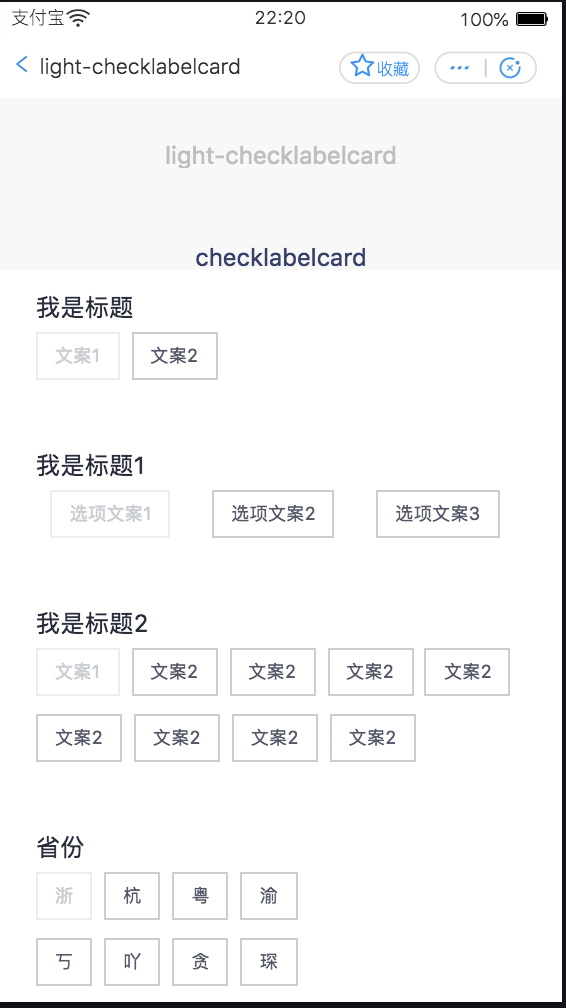 支付宝 22:20 100%
light-checklabelcard 收藏
light-checklabelcard
checklabelcard
我是标题
文案1 文案2
我是标题1
选项文案1 选项文案2 选项文案3
我是标题2
文案1 文案2 文案2 文案2 文案2
文案2 文案2 文案2 文案2
省份
浙 杭 粤 渝
丂 吖 贪 琛